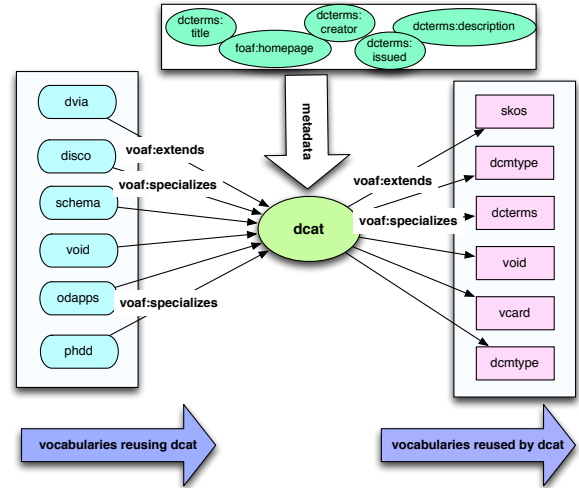 dcterms:
title
foaf:homepage
dcterms:
creator
dcterms:
issued
dcterms:description
metadata
dvia
disco
schema
void
odapps
phdd
voaf:extends
voaf:specializes
voaf:specializes
dcat
voaf:extends
voaf:specializes
skos
dcmtype
dcterms
void
vcard
dcmtype
vocabularies reusing dcat
vocabularies reused by dcat